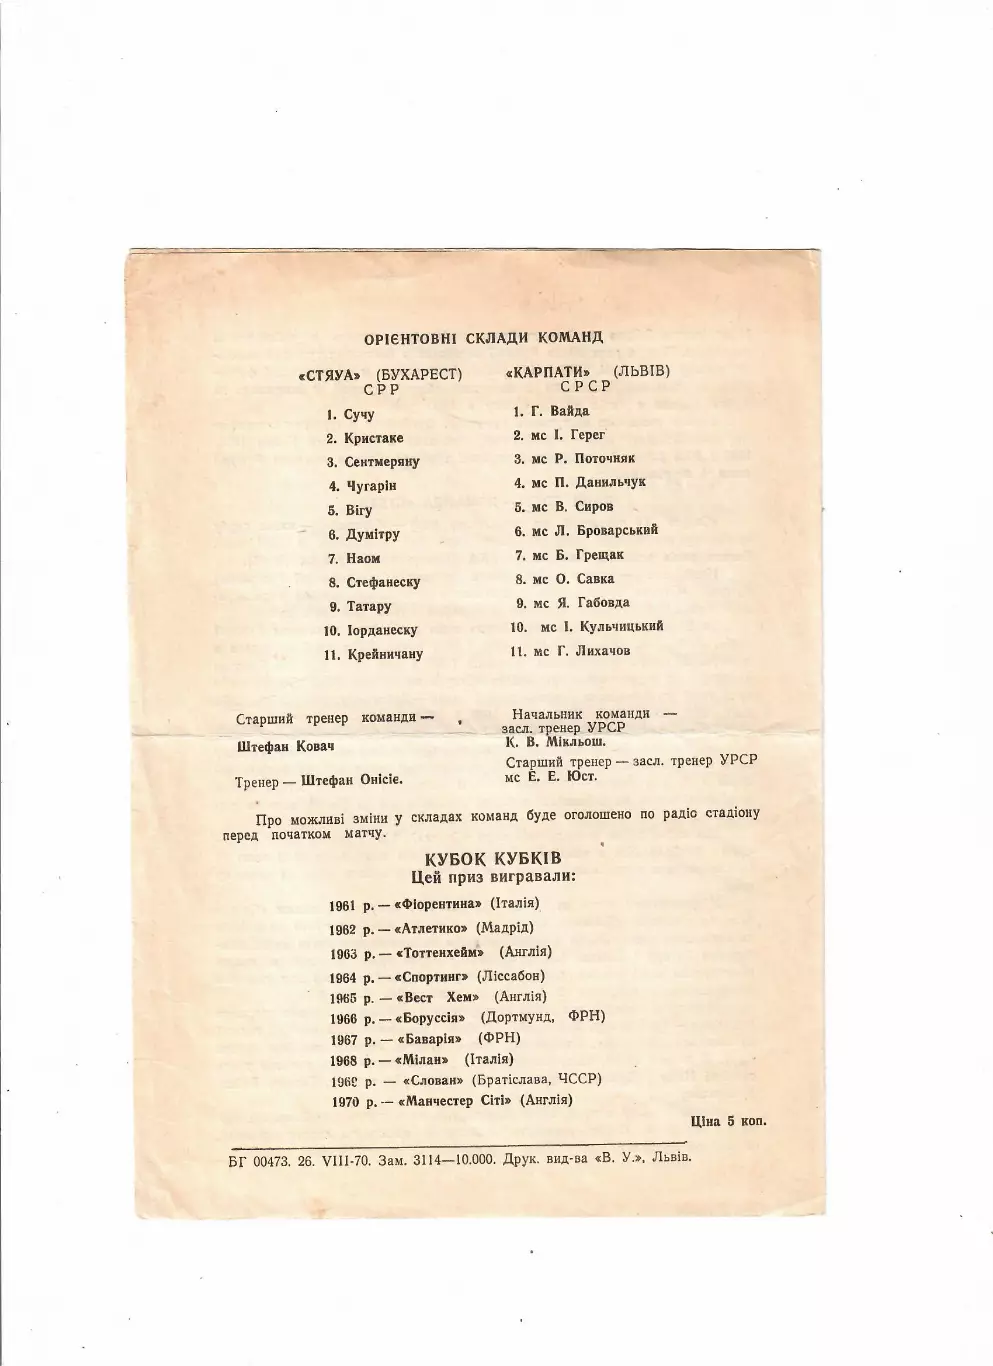 ОРІЄНТОВНІ СКЛАДИ КОМАНД
«СТЯУА» (БУХАРЕСТ)
СРР
1. Сучу
2. Кристаке
3. Сентмеряну
4. Чугарін
5. Вігу
6. Думітру
7. Наом
8. Стефанеску
9. Татару
10. Іорданеску
11. Крейничану
Старший тренер команди —
Штефан Ковач
Тренер — Штефан Онісіє.
«КАРПАТИ» (ЛЬВІВ)
СРСР
1. Г. Вайда
2. мс І. Герег
3. мс Р. Поточняк
4. мс П. Данильчук
5. мс В. Сиров
6. мс Л. Броварський
7. мс Б. Грещак
8. мс О. Савка
9. мс Я. Габовда
10. мс І. Кульчицький
11. мс Г. Лихачов
Начальник команди —
засл. тренер УРСР
К. В. Мікльош.
Старший тренер — засл. тренер УРСР
мс Е. Е. Юст.
Про можливі зміни у складах команд буде оголошено по радіо стадіону
перед початком матчу.
КУБОК КУБКІВ
Цей приз вигравали:
1961 р. — «Фіорентина» (Італія)
1962 р. — «Атлетико» (Мадрід)
1963 р. — «Тоттенхейм» (Англія)
1964 р. — «Спортинг» (Ліссабон)
1965 р. — «Вест Хем» (Англія)
1966 р. — «Боруссія» (Дортмунд, ФРН)
1967 р. — «Баварія» (ФРН)
1968 р. — «Мілан» (Італія)
1969 р. — «Слован» (Братіслава, ЧССР)
1970 р. — «Манчестер Сіті» (Англія)
Ціна 5 коп.
БГ 00473. 26. VIII-70. Зам. 3114—10.000. Друк. вид-ва «В. У.». Львів.